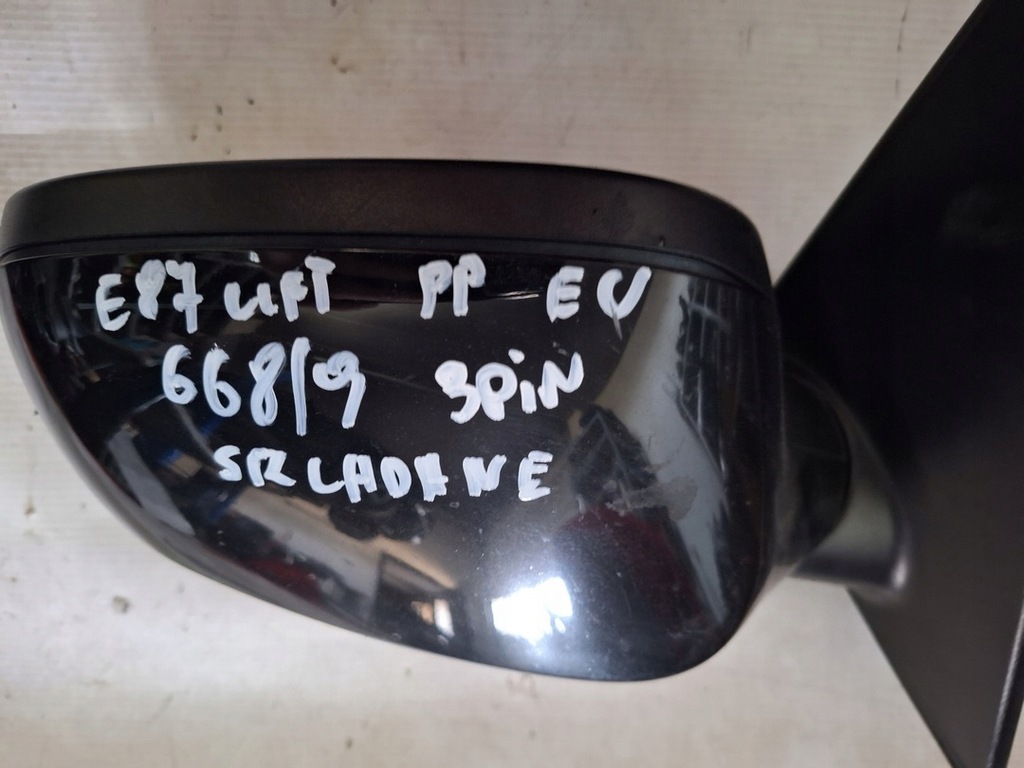 E87 LIFT PP EU
668/9 3PiN
SKLADANE